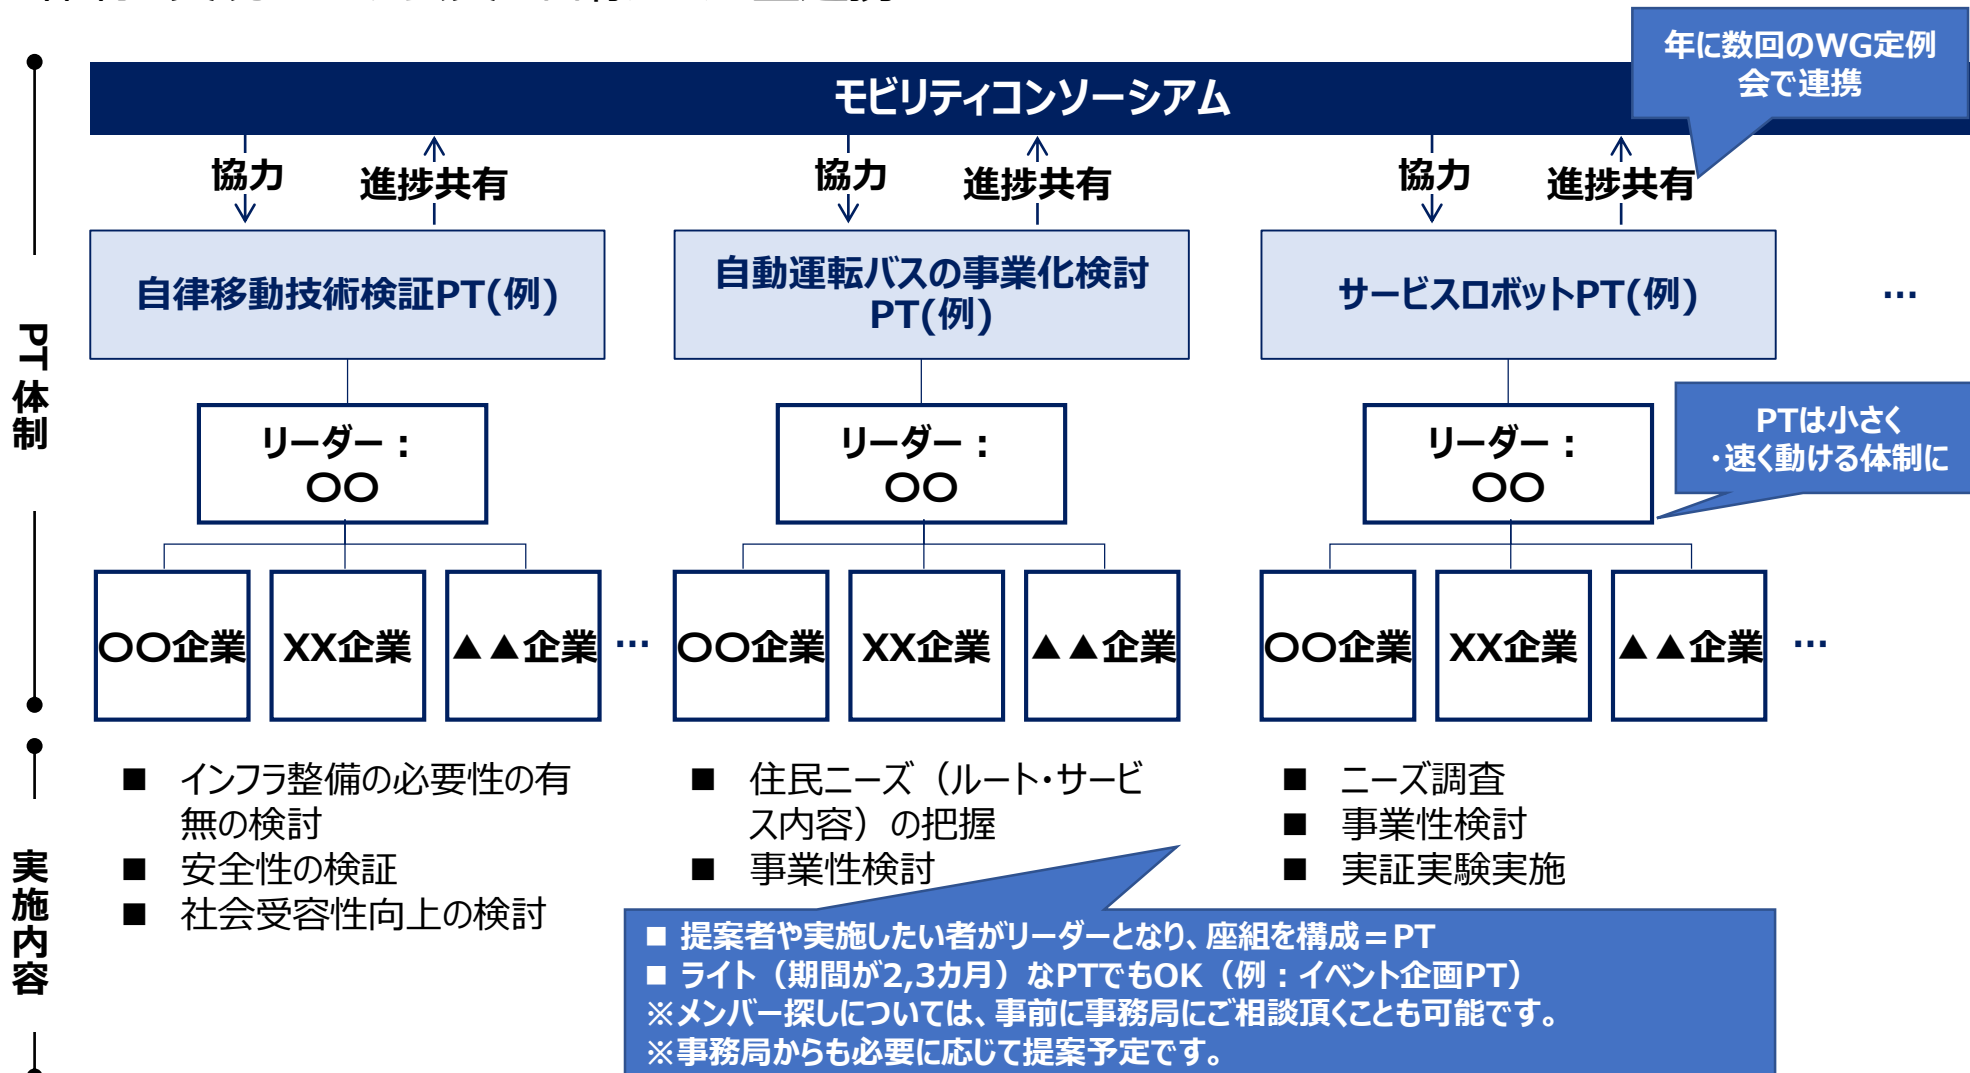 年に数回のWG定例
会で連携
モビリティコンソーシアム
協力
進捗共有
協力
進捗共有
協力
進捗共有
自律移動技術検証PT(例)
自動運転バスの事業化検討
PT(例)
サービスロボットPT(例)
…
PT体制
リーダー：
〇〇
リーダー：
〇〇
リーダー：
〇〇
PTは小さく
・速く動ける体制に
〇〇企業
XX企業
▲▲企業
…
〇〇企業
XX企業
▲▲企業
〇〇企業
XX企業
▲▲企業
…
実施内容
■ インフラ整備の必要性の有
無の検討
■ 安全性の検証
■ 社会受容性向上の検討
■ 住民ニーズ（ルート・サービ
ス内容）の把握
■ 事業性検討
■ ニーズ調査
■ 事業性検討
■ 実証実験実施
■ 提案者や実施したい者がリーダーとなり、座組を構成＝PT
■ ライト（期間が2,3カ月）なPTでもOK（例：イベント企画PT）
※メンバー探しについては、事前に事務局にご相談頂くことも可能です。
※事務局からも必要に応じて提案予定です。